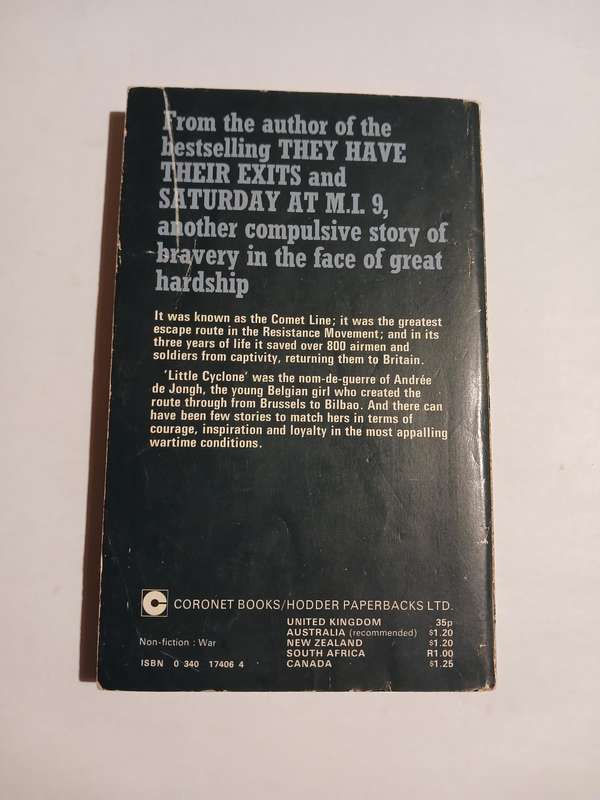 From the author of the
bestselling THEY HAVE
THEIR EXITS and
SATURDAY AT M.I. 9,
another compulsive story of
bravery in the face of great
hardship
It was known as the Comet Line; it was the greatest
escape route in the Resistance Movement; and in its
three years of life it saved over 800 airmen and
soldiers from captivity, returning them to Britain.
'Little Cyclone' was the nom-de-guerre of Andrée
de Jongh, the young Belgian girl who created the
route through from Brussels to Bilbao. And there can
have been few stories to match hers in terms of
courage, inspiration and loyalty in the most appalling
wartime conditions.
C CORONET BOOKS/HODDER PAPERBACKS LTD.
UNITED KINGDOM 35p
AUSTRALIA (recommended) $1.20
Non-fiction : War NEW ZEALAND $1.20
SOUTH AFRICA R1.00
ISBN 0 340 17406 4 CANADA $1.25